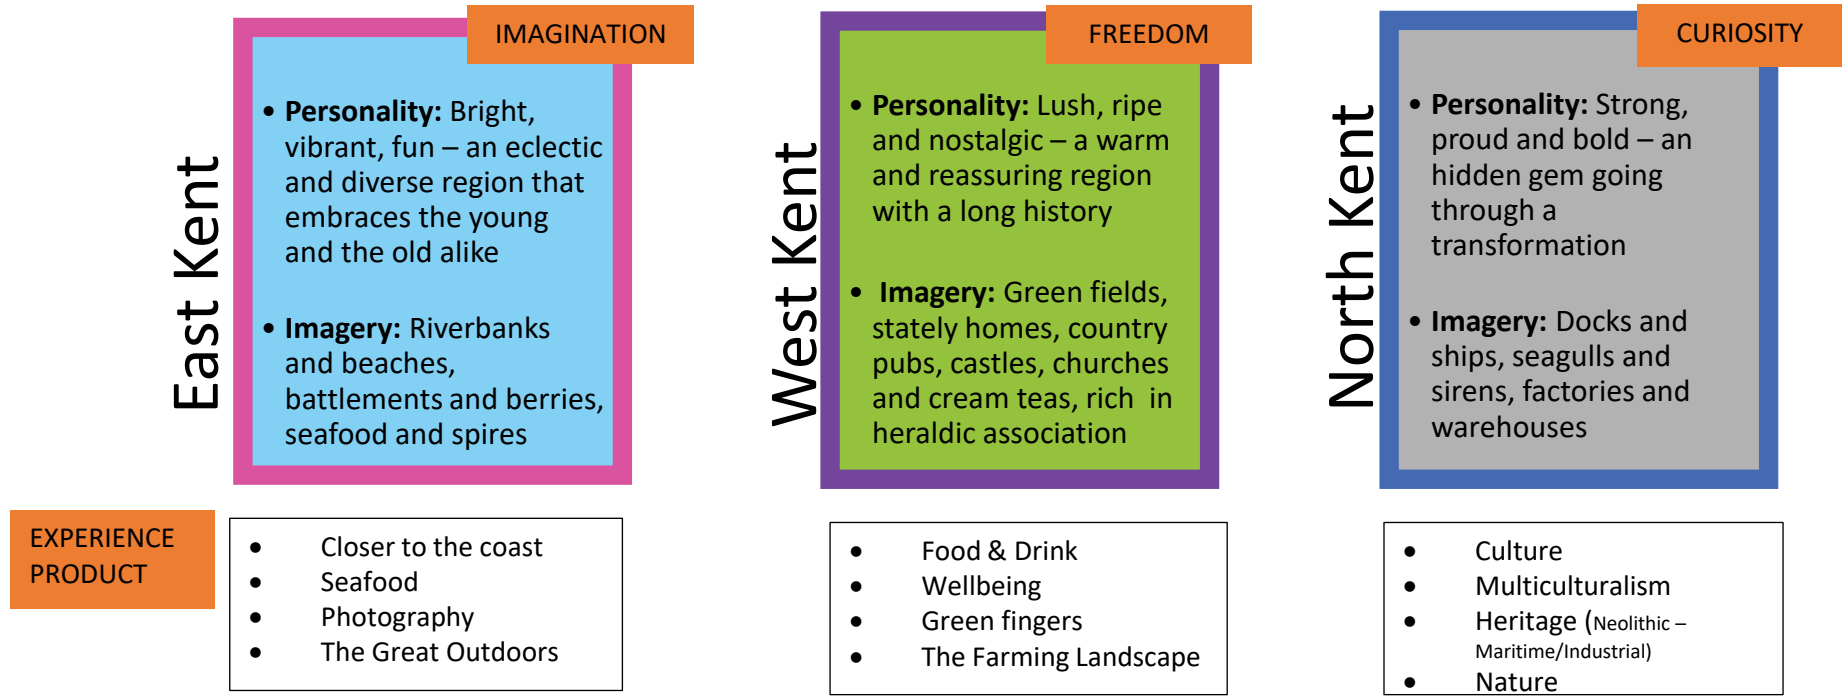 IMAGINATION
East Kent
• Personality: Bright,
vibrant, fun – an eclectic
and diverse region that
embraces the young
and the old alike
• Imagery: Riverbanks
and beaches,
battlements and berries,
seafood and spires
FREEDOM
West Kent
• Personality: Lush, ripe
and nostalgic – a warm
and reassuring region
with a long history
• Imagery: Green fields,
stately homes, country
pubs, castles, churches
and cream teas, rich in
heraldic association
CURIOSITY
North Kent
• Personality: Strong,
proud and bold – an
hidden gem going
through a
transformation
• Imagery: Docks and
ships, seagulls and
sirens, factories and
warehouses
EXPERIENCE
PRODUCT
• Closer to the coast
• Seafood
• Photography
• The Great Outdoors
• Food & Drink
• Wellbeing
• Green fingers
• The Farming Landscape
• Culture
• Multiculturalism
• Heritage (Neolithic –
Maritime/Industrial)
• Nature